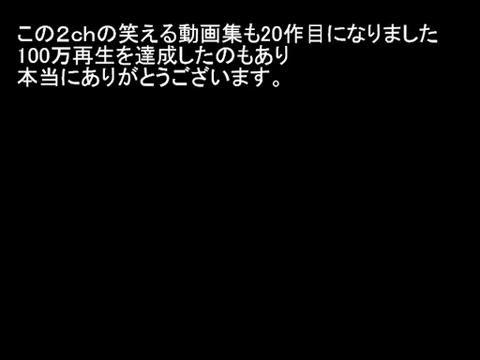 この２ｃｈの笑える動画集も20作目になりました
100万再生を達成したのもあり
本当にありがとうございます。